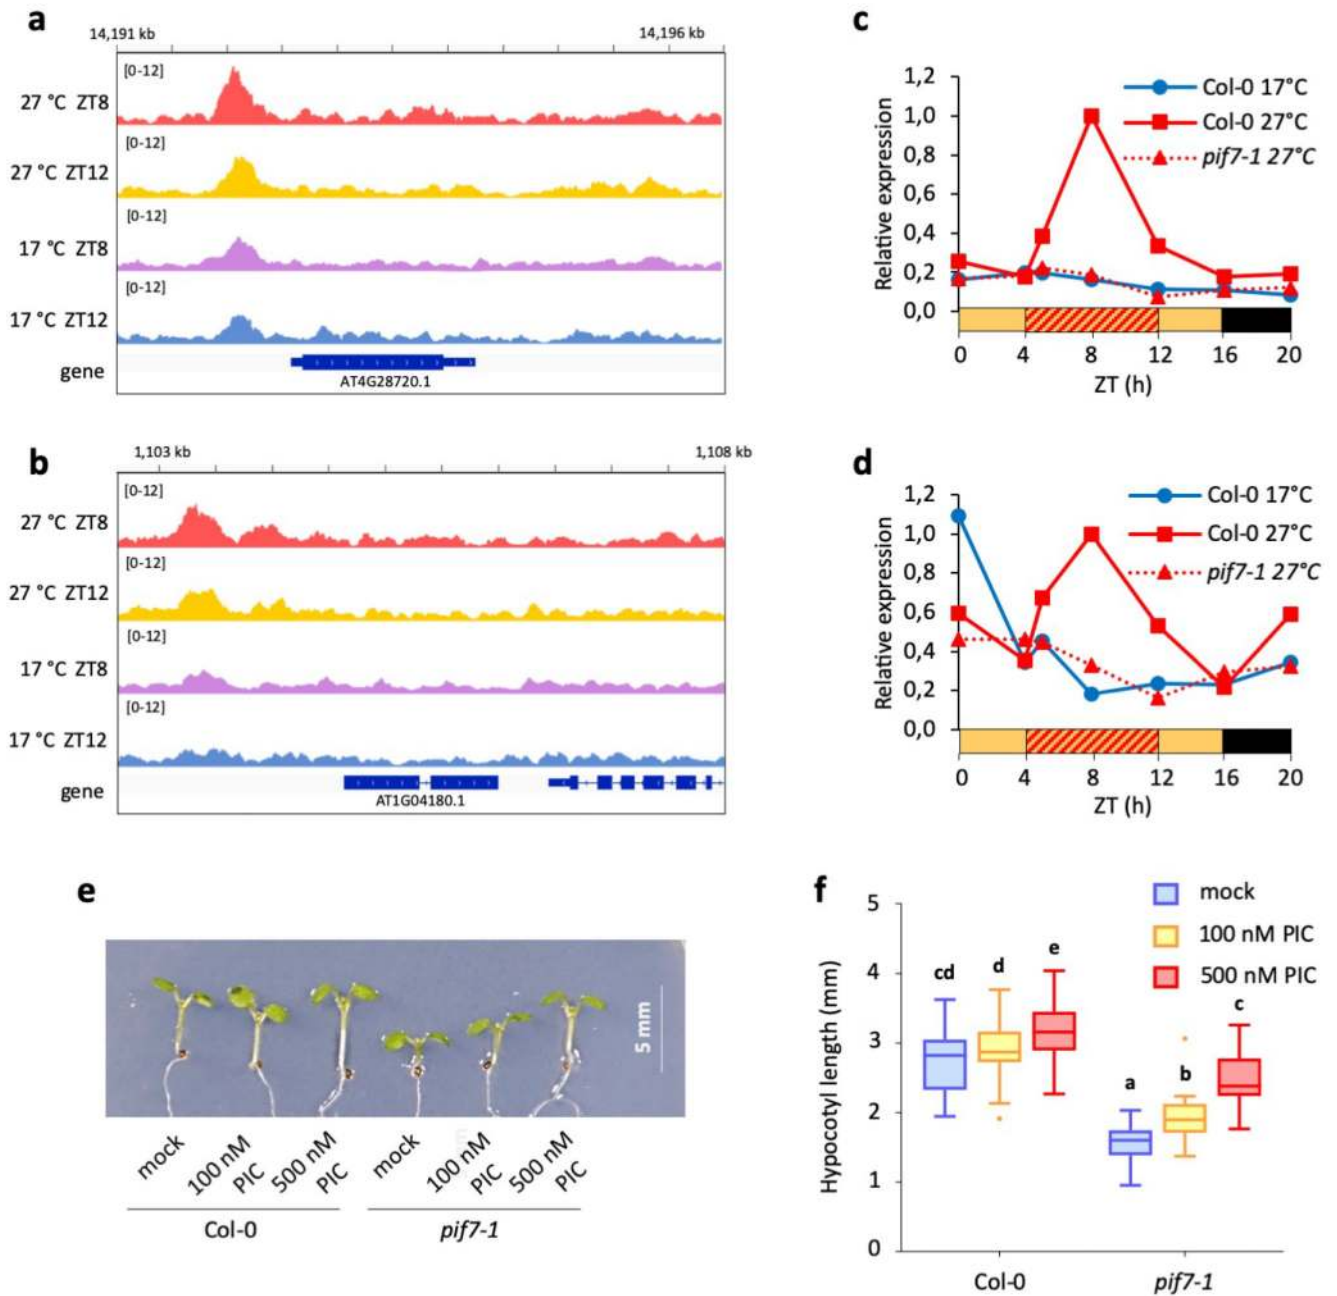 a
14,191 kb 14,196 kb
[0-12]
27 °C ZT8
[0-12]
27 °C ZT12
[0-12]
17 °C ZT8
[0-12]
17 °C ZT12
gene
AT4G28720.1
b
1,103 kb 1,108 kb
[0-12]
27 °C ZT8
[0-12]
27 °C ZT12
[0-12]
17 °C ZT8
[0-12]
17 °C ZT12
gene
AT1G04180.1
c
Relative expression
1,2
1,0
0,8
0,6
0,4
0,2
0,0
Col-0 17°C
Col-0 27°C
pif7-1 27°C
0 4 8 12 16 20
ZT (h)
d
Relative expression
1,2
1,0
0,8
0,6
0,4
0,2
0,0
Col-0 17°C
Col-0 27°C
pif7-1 27°C
0 4 8 12 16 20
ZT (h)
e
5 mm
mock
100 nM
PIC
500 nM
PIC
mock
100 nM
PIC
500 nM
PIC
Col-0 pif7-1
f
Hypocotyl length (mm)
5
4
3
2
1
0
mock
100 nM PIC
500 nM PIC
cd d e
a b c
Col-0 pif7-1